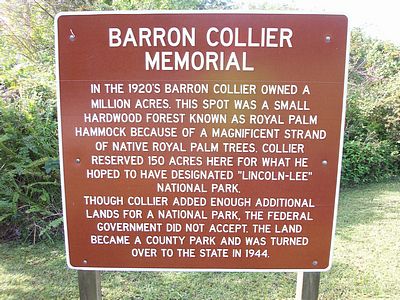 BARRON COLLIER
MEMORIAL
IN THE 1920'S BARRON COLLIER OWNED A
MILLION ACRES. THIS SPOT WAS A SMALL
HARDWOOD FOREST KNOWN AS ROYAL PALM
HAMMOCK BECAUSE OF A MAGNIFICENT STRAND
OF NATIVE ROYAL PALM TREES. COLLIER
RESERVED 150 ACRES HERE FOR WHAT HE
HOPED TO HAVE DESIGNATED "LINCOLN-LEE"
NATIONAL PARK.
THOUGH COLLIER ADDED ENOUGH ADDITIONAL
LANDS FOR A NATIONAL PARK, THE FEDERAL
GOVERNMENT DID NOT ACCEPT. THE LAND
BECAME A COUNTY PARK AND WAS TURNED
OVER TO THE STATE IN 1944.